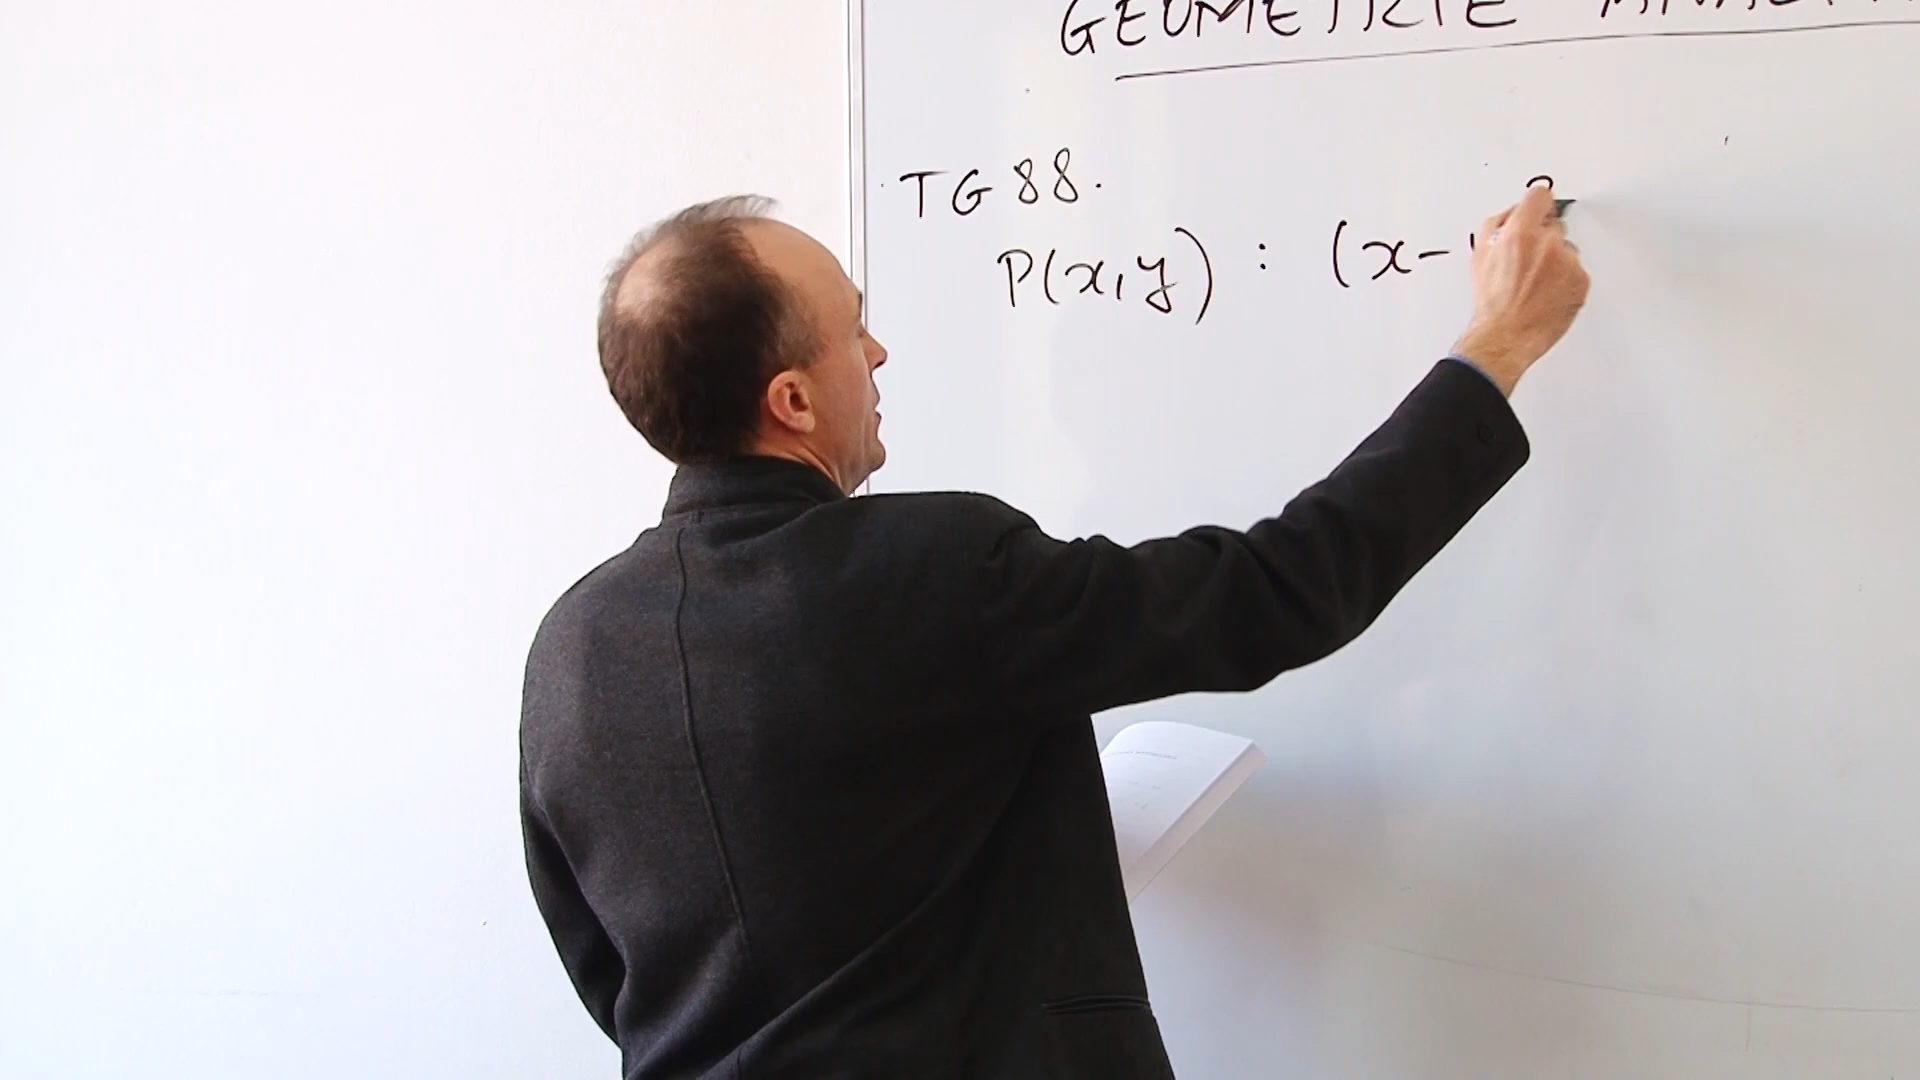 GEOMETRIE
TG 88.
P(x,y) : (x-